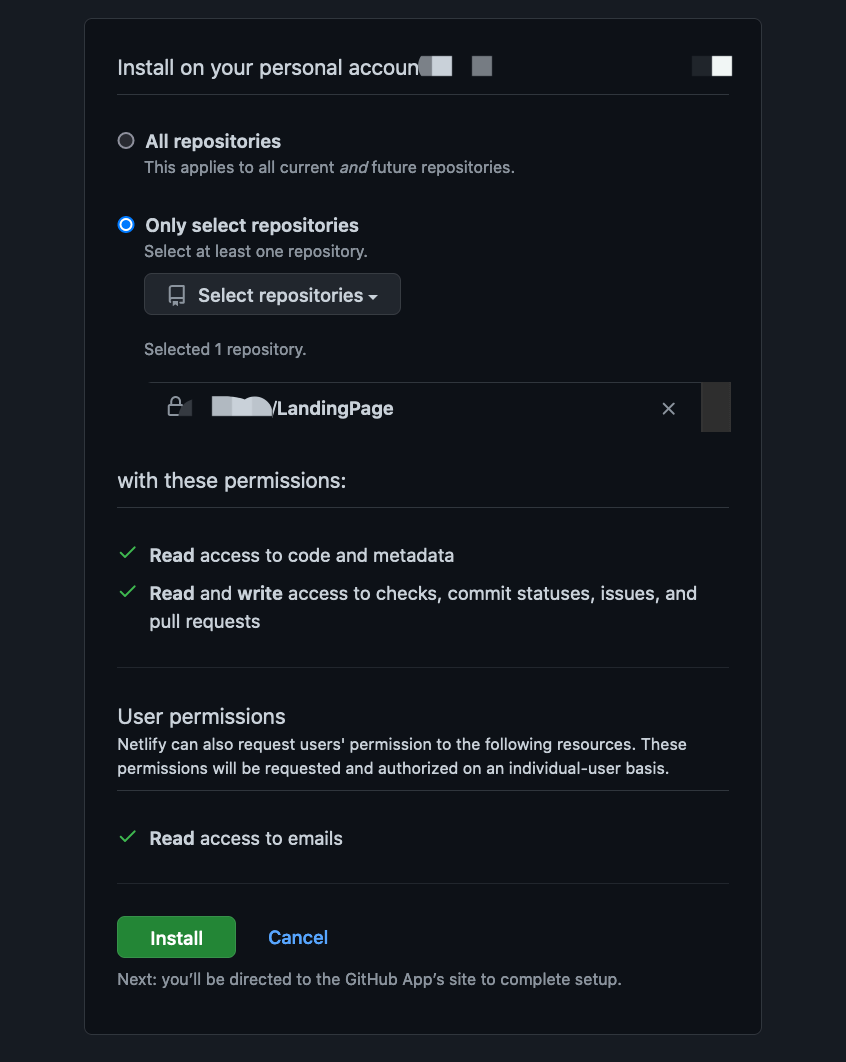 Install on your personal accoun
All repositories
This applies to all current and future repositories.
Only select repositories
Select at least one repository.
Select repositories
Selected 1 repository.
/LandingPage
with these permissions:
Read access to code and metadata
Read and write access to checks, commit statuses, issues, and
pull requests
User permissions
Netlify can also request users' permission to the following resources. These
permissions will be requested and authorized on an individual-user basis.
Read access to emails
Install Cancel
Next: you’ll be directed to the GitHub App’s site to complete setup.